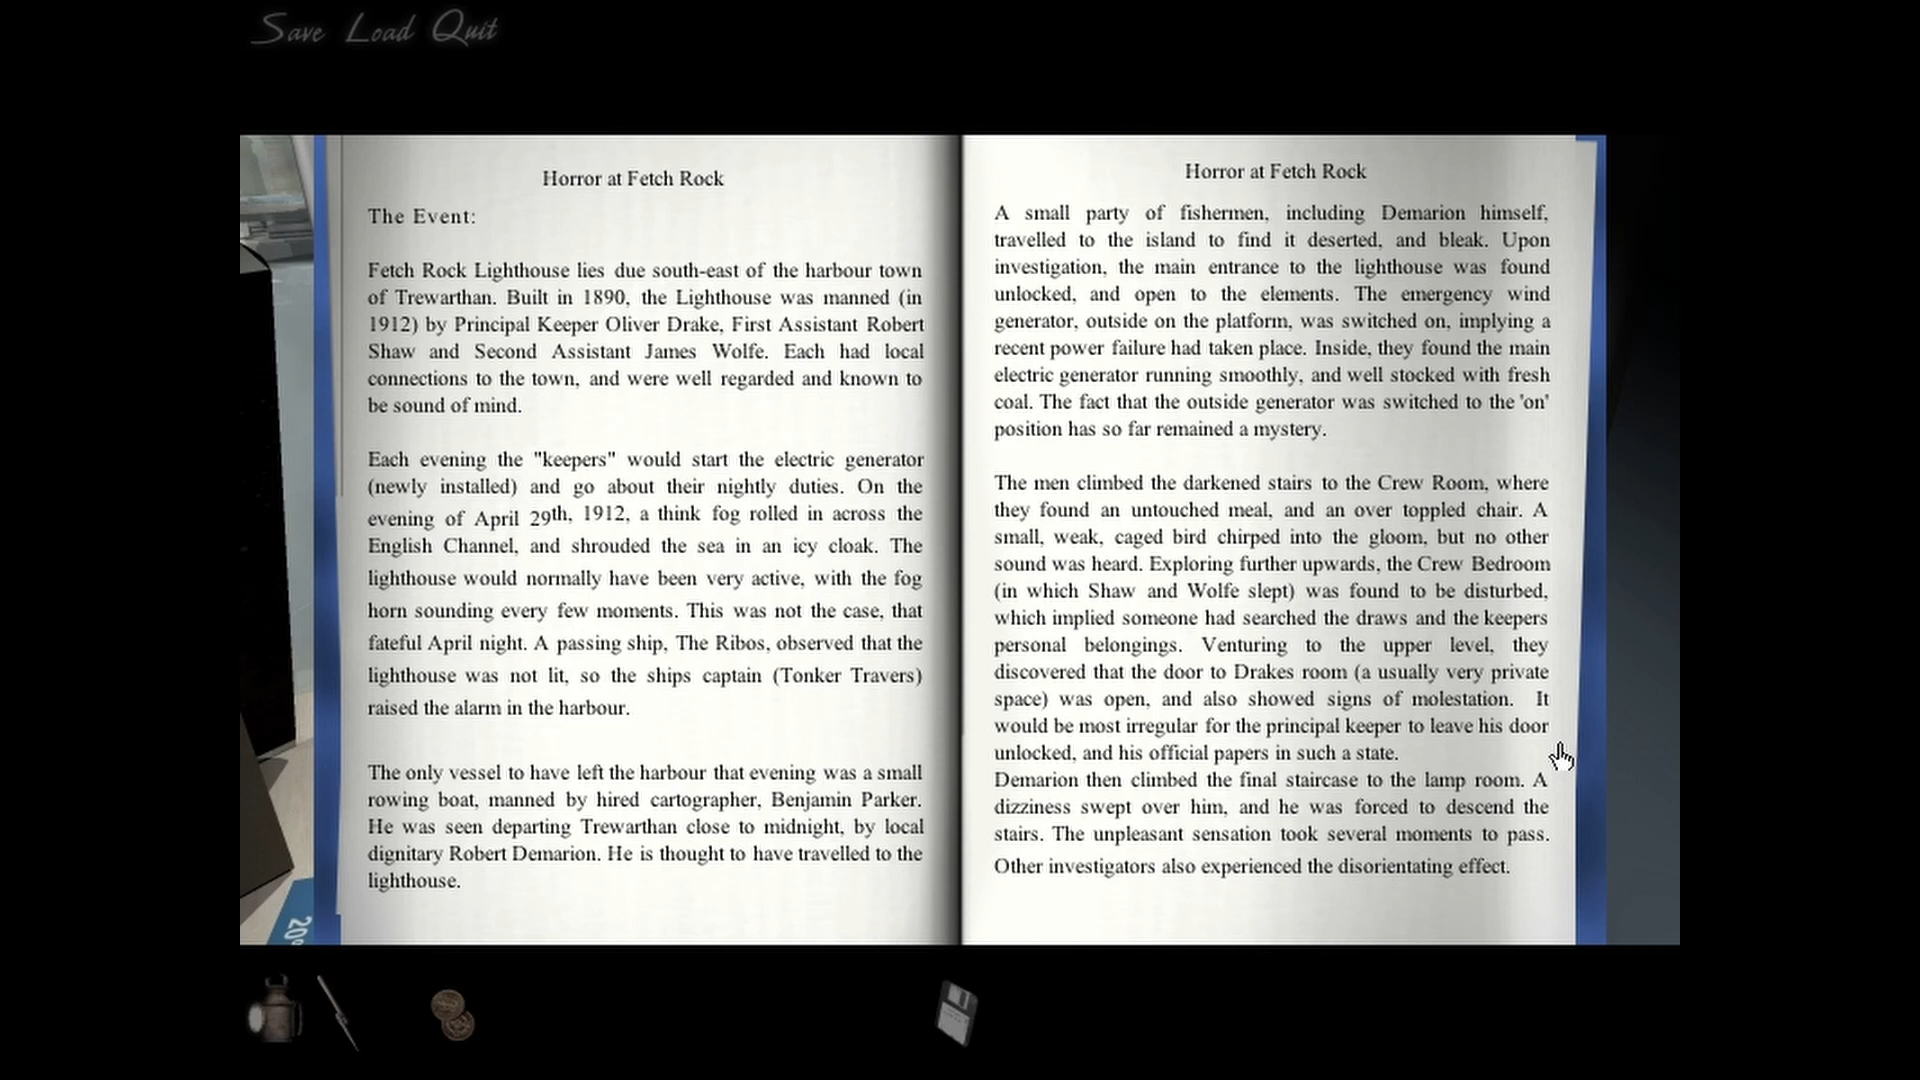 Save Load Quit
Horror at Fetch Rock
The Event:
Fetch Rock Lighthouse lies due south-east of the harbour town
of Trewarthan. Built in 1890, the Lighthouse was manned (in
1912) by Principal Keeper Oliver Drake, First Assistant Robert
Shaw and Second Assistant James Wolfe. Each had local
connections to the town, and were well regarded and known to
be sound of mind.
Each evening the "keepers" would start the electric generator
(newly installed) and go about their nightly duties. On the
evening of April 29th, 1912, a think fog rolled in across the
English Channel, and shrouded the sea in an icy cloak. The
lighthouse would normally have been very active, with the fog
horn sounding every few moments. This was not the case, that
fateful April night. A passing ship, The Ribos, observed that the
lighthouse was not lit, so the ships captain (Tonker Travers)
raised the alarm in the harbour.
The only vessel to have left the harbour that evening was a small
rowing boat, manned by hired cartographer, Benjamin Parker.
He was seen departing Trewarthan close to midnight, by local
dignitary Robert Demarion. He is thought to have travelled to the
lighthouse.
Horror at Fetch Rock
A small party of fishermen, including Demarion himself,
travelled to the island to find it deserted, and bleak. Upon
investigation, the main entrance to the lighthouse was found
unlocked, and open to the elements. The emergency wind
generator, outside on the platform, was switched on, implying a
recent power failure had taken place. Inside, they found the main
electric generator running smoothly, and well stocked with fresh
coal. The fact that the outside generator was switched to the 'on'
position has so far remained a mystery.
The men climbed the darkened stairs to the Crew Room, where
they found an untouched meal, and an over toppled chair. A
small, weak, caged bird chirped into the gloom, but no other
sound was heard. Exploring further upwards, the Crew Bedroom
(in which Shaw and Wolfe slept) was found to be disturbed,
which implied someone had searched the draws and the keepers
personal belongings. Venturing to the upper level, they
discovered that the door to Drakes room (a usually very private
space) was open, and also showed signs of molestation. It
would be most irregular for the principal keeper to leave his door
unlocked, and his official papers in such a state.
Demarion then climbed the final staircase to the lamp room. A
dizziness swept over him, and he was forced to descend the
stairs. The unpleasant sensation took several moments to pass.
Other investigators also experienced the disorientating effect.